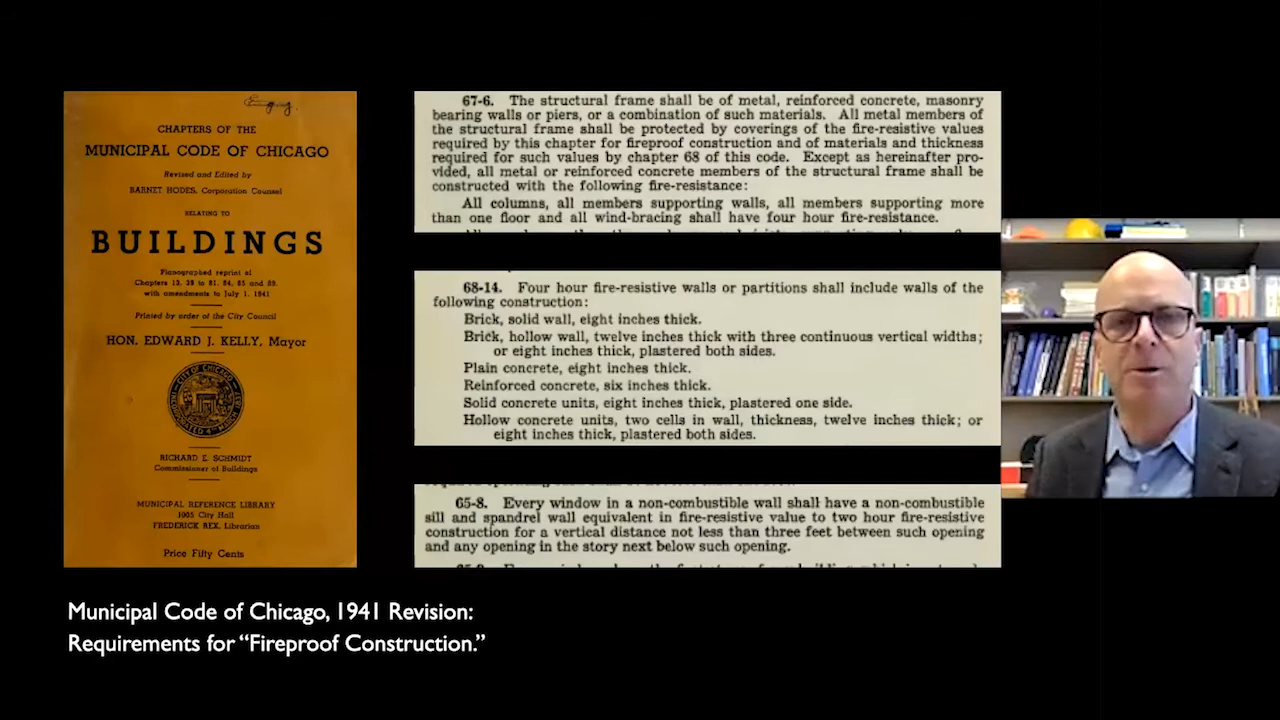 CHAPTERS OF THE
MUNICIPAL CODE OF CHICAGO
Revised and Edited by
BARNET HODES, Corporation Counsel
RELATING TO
BUILDINGS
Planographed reprint of
Chapters 13, 39 to 81, 84, 85 and 89,
with amendments to July 1, 1941
Printed by order of the City Council
HON. EDWARD J. KELLY, Mayor
RICHARD E. SCHMIDT
Commissioner of Buildings
MUNICIPAL REFERENCE LIBRARY
1005 City Hall
FREDERICK REX, Librarian
Price Fifty Cents
67-6. The structural frame shall be of metal, reinforced concrete, masonry
bearing walls or piers, or a combination of such materials. All metal members of
the structural frame shall be protected by coverings of the fire-resistive values
required by this chapter for fireproof construction and of materials and thickness
required for such values by chapter 68 of this code. Except as hereinafter pro-
vided, all metal or reinforced concrete members of the structural frame shall be
constructed with the following fire-resistance:
All columns, all members supporting walls, all members supporting more
than one floor and all wind-bracing shall have four hour fire-resistance.
68-14. Four hour fire-resistive walls or partitions shall include walls of the
following construction:
Brick, solid wall, eight inches thick.
Brick, hollow wall, twelve inches thick with three continuous vertical widths;
or eight inches thick, plastered both sides.
Plain concrete, eight inches thick.
Reinforced concrete, six inches thick.
Solid concrete units, eight inches thick, plastered one side.
Hollow concrete units, two cells in wall, thickness, twelve inches thick; or
eight inches thick, plastered both sides.
65-8. Every window in a non-combustible wall shall have a non-combustible
sill and spandrel wall equivalent in fire-resistive value to two hour fire-resistive
construction for a vertical distance not less than three feet between such opening
and any opening in the story next below such opening.
Municipal Code of Chicago, 1941 Revision:
Requirements for “Fireproof Construction.”